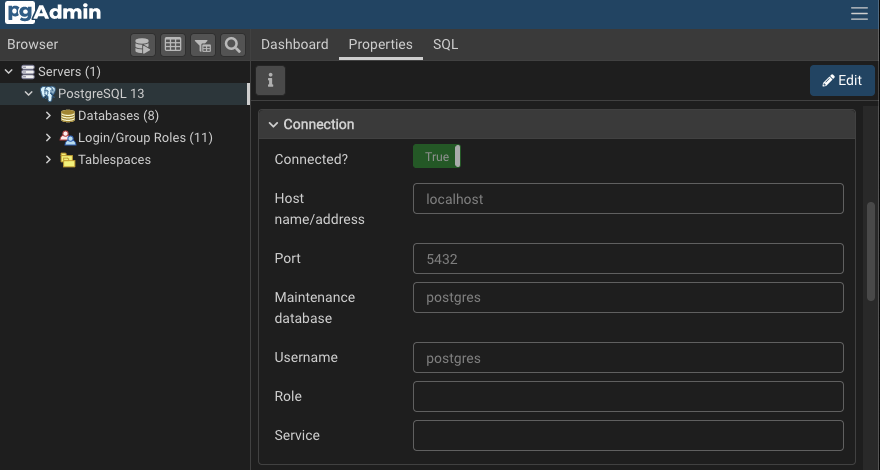 pgAdmin
Browser
Dashboard Properties SQL
Servers (1)
PostgreSQL 13
Databases (8)
Login/Group Roles (11)
Tablespaces
i
Edit
Connection
Connected?
True
Host
name/address
localhost
Port
5432
Maintenance
database
postgres
Username
postgres
Role
Service